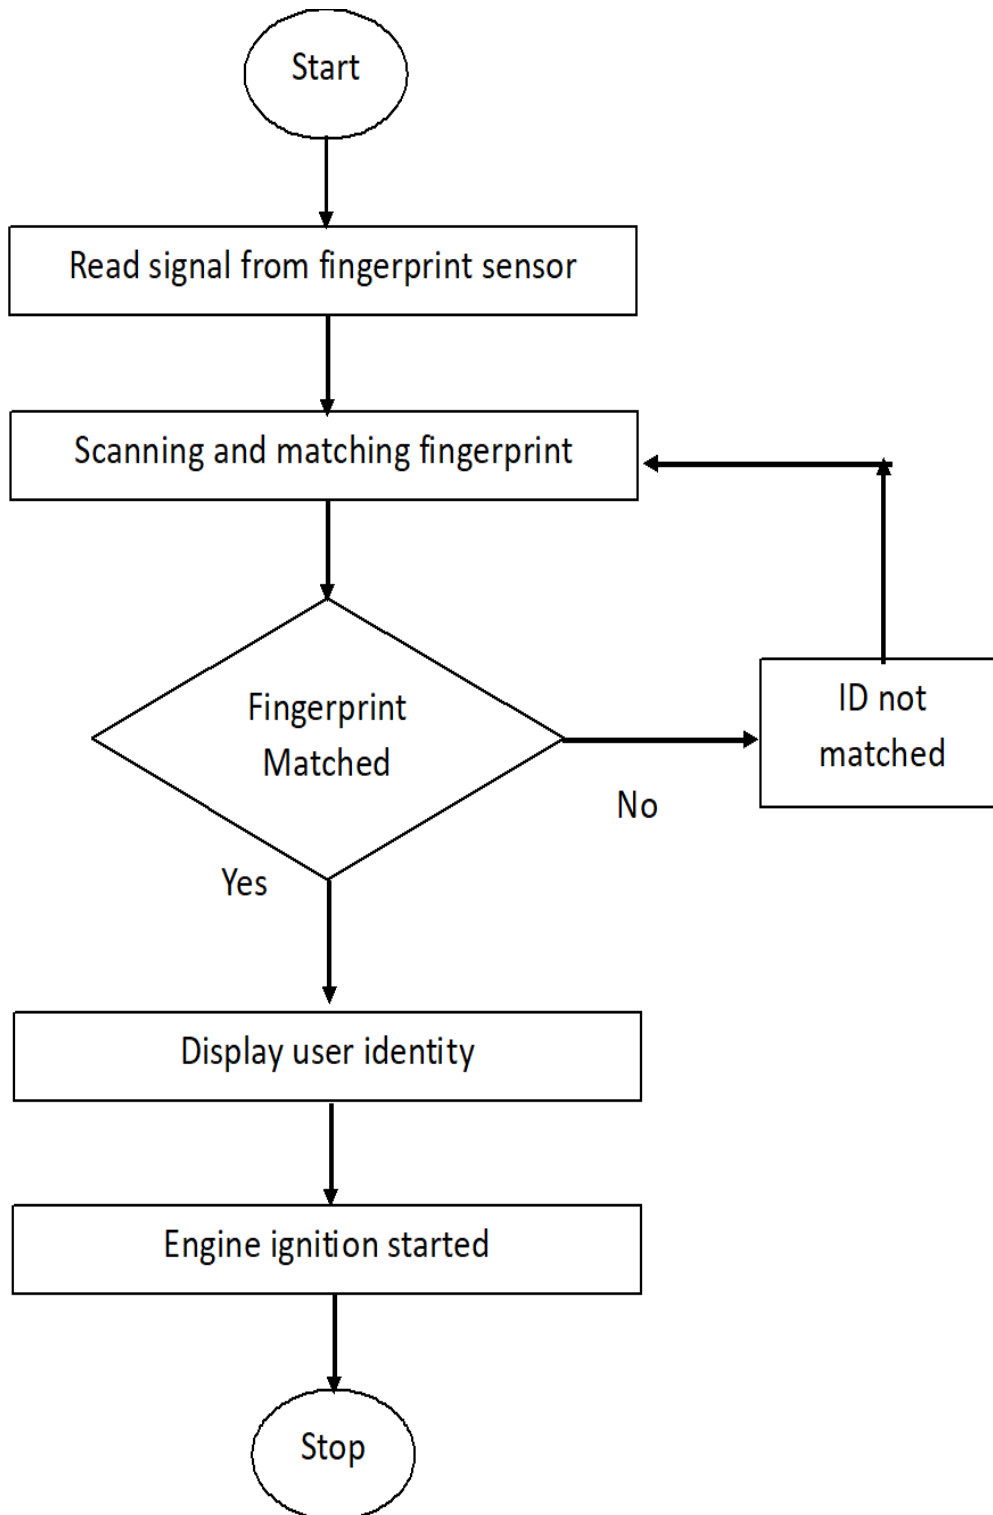 Start
Read signal from fingerprint sensor
Scanning and matching fingerprint
Fingerprint
Matched
ID not
matched
No
Yes
Display user identity
Engine ignition started
Stop